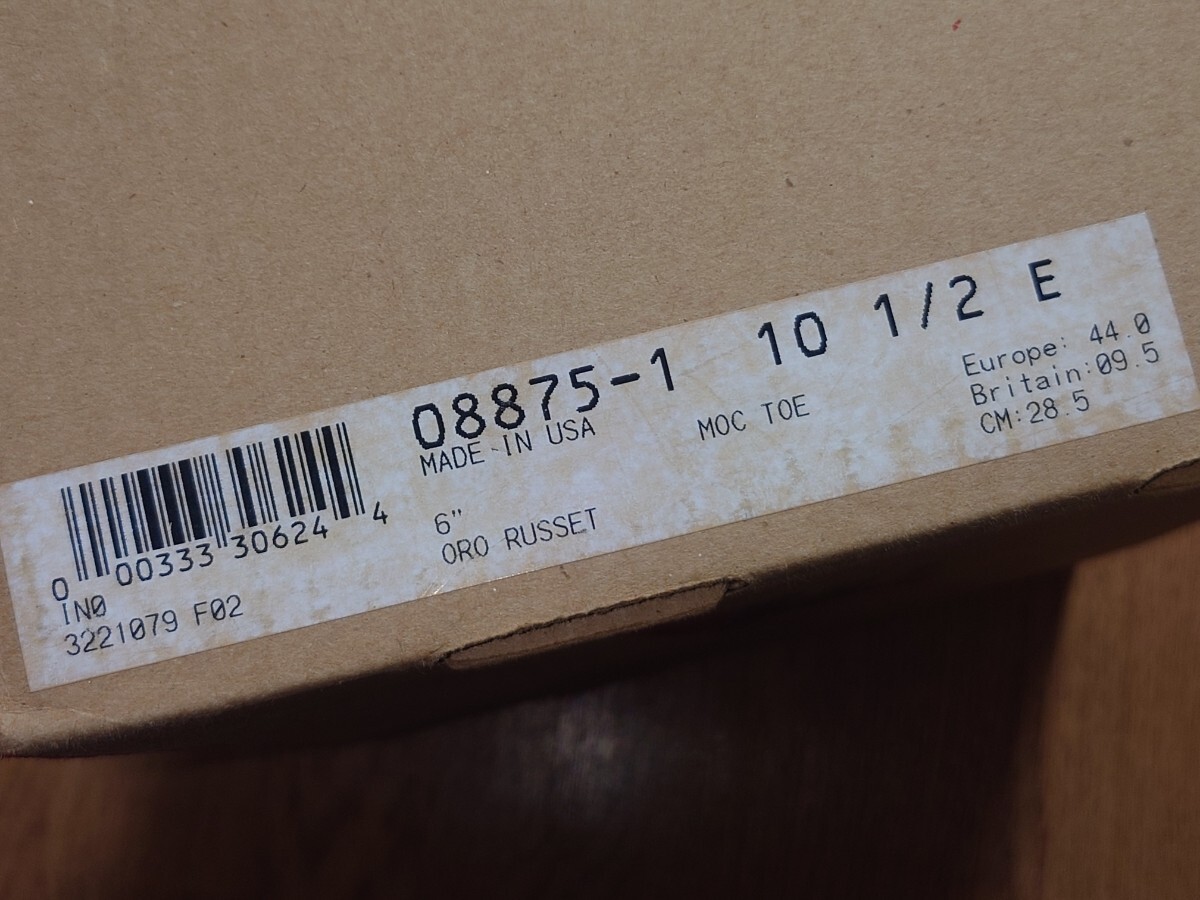 08875-1 10 1/2 E
MADE IN USA MOC TOE
Europe: 44.0
Britain:09.5
CM:28.5
6"
ORO RUSSET
0 00333 30624 4
IN0
3221079 F02